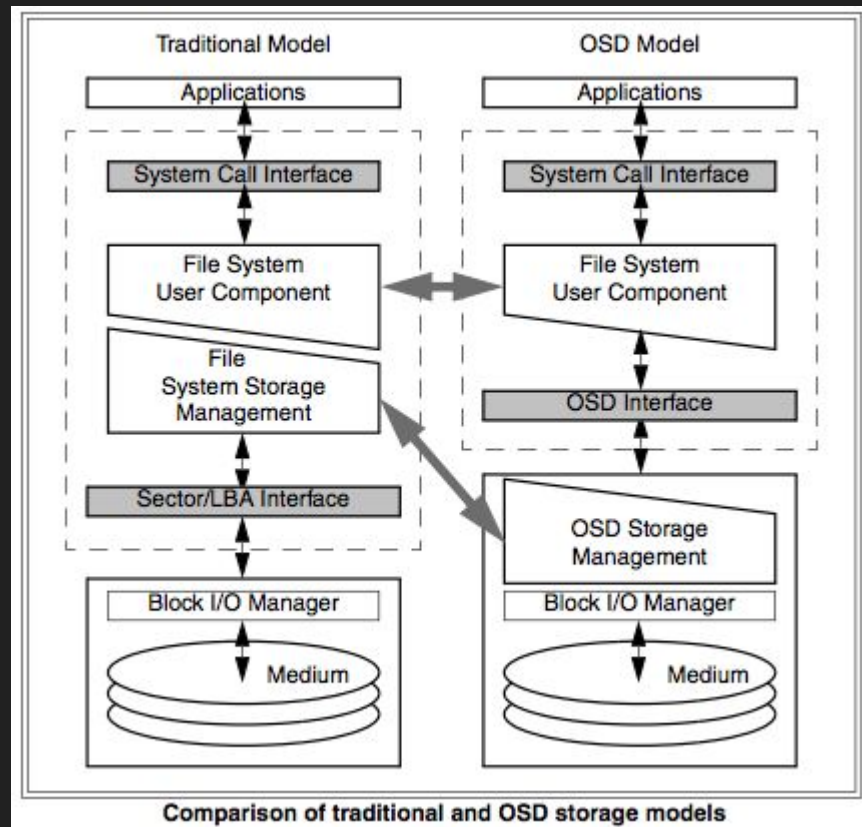 Traditional Model
Applications
System Call Interface
File System
User Component
File
System Storage
Management
Sector/LBA Interface
Block I/O Manager
Medium
OSD Model
Applications
System Call Interface
File System
User Component
OSD Interface
OSD Storage
Management
Block I/O Manager
Medium
Comparison of traditional and OSD storage models